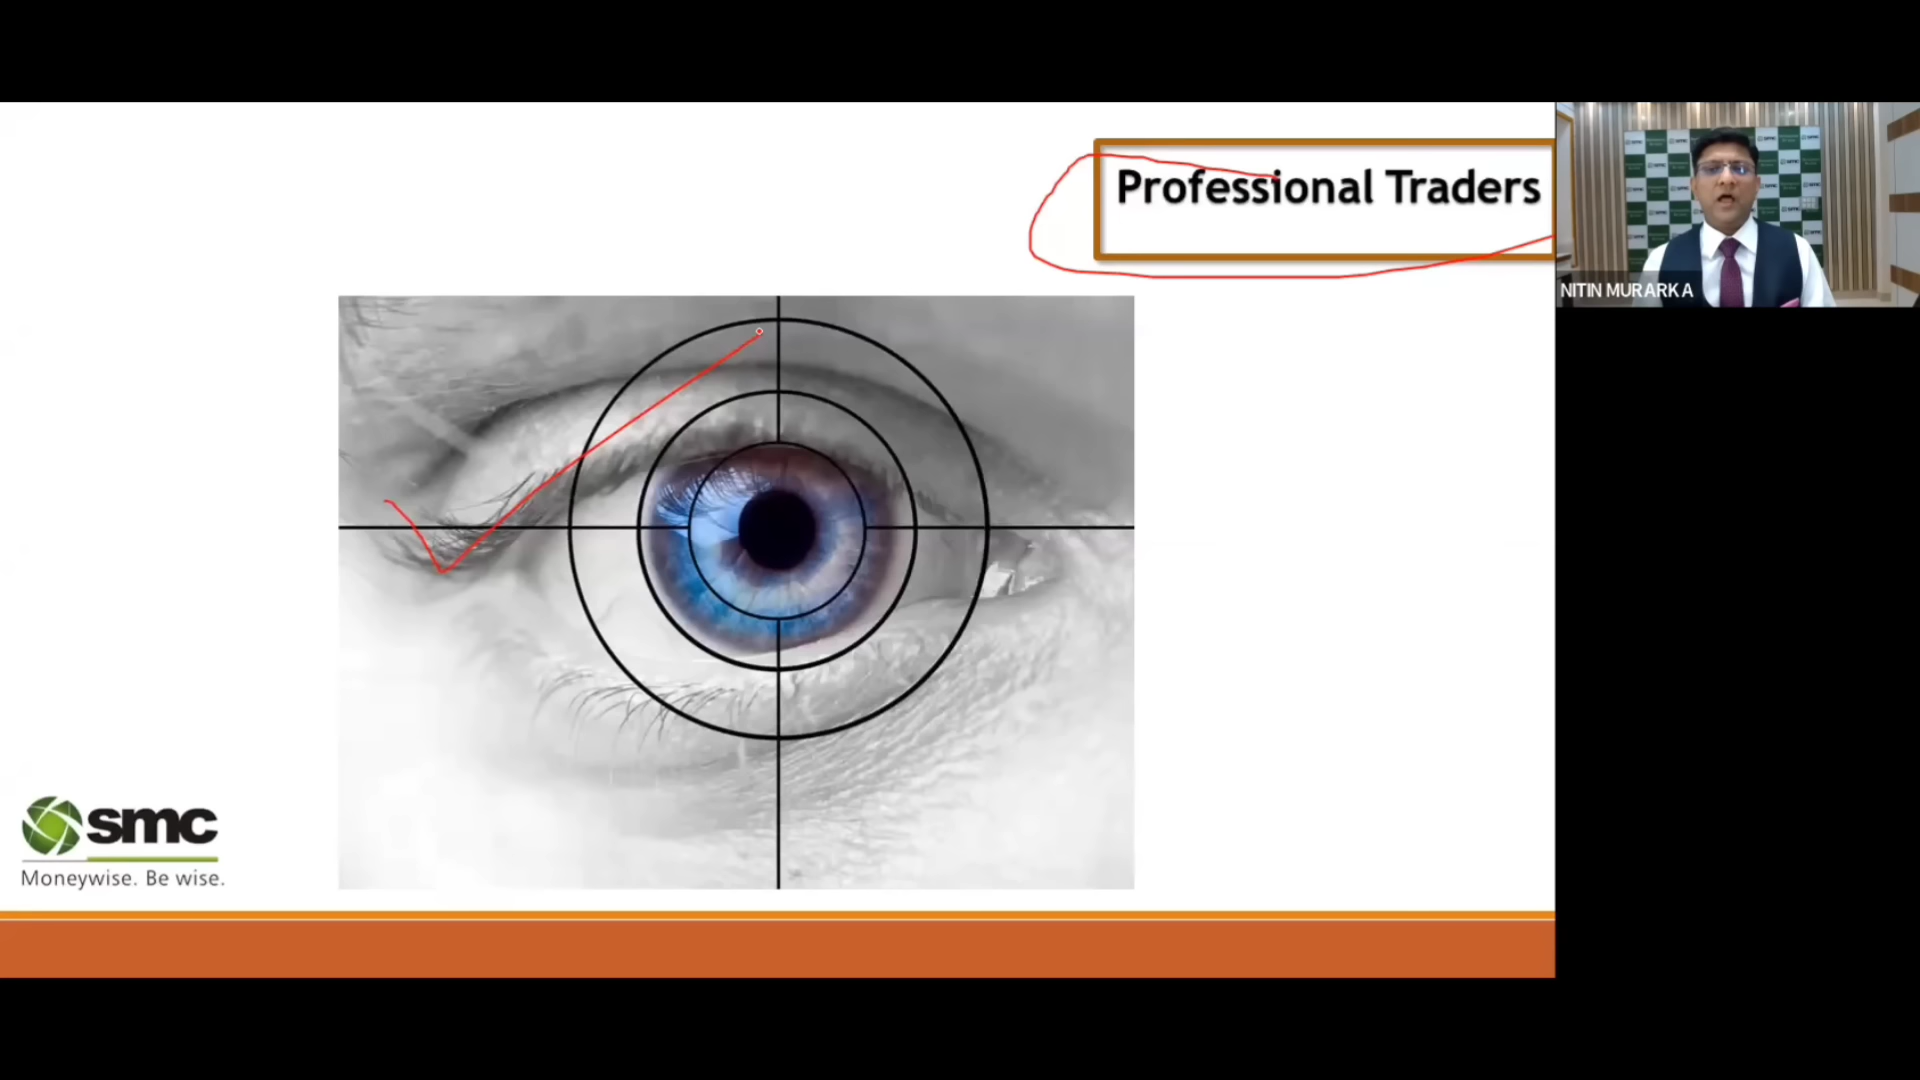 Professional Traders
NITIN MURARKA
smc
Moneywise. Be wise.